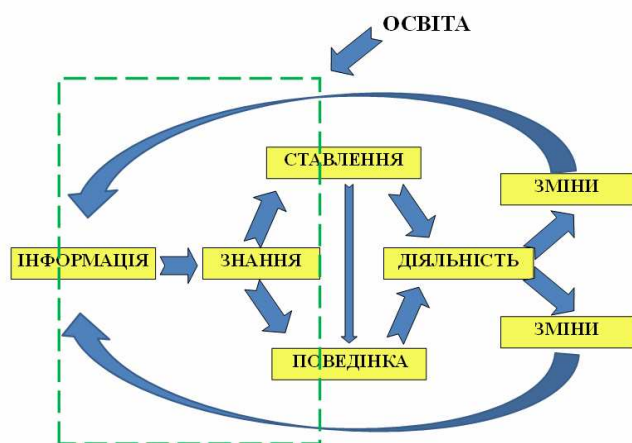 ОСВІТА
СТАВЛЕННЯ
ЗМІНИ
ІНФОРМАЦІЯ
ЗНАННЯ
ДІЯЛЬНІСТЬ
ЗМІНИ
ПОВЕДІНКА